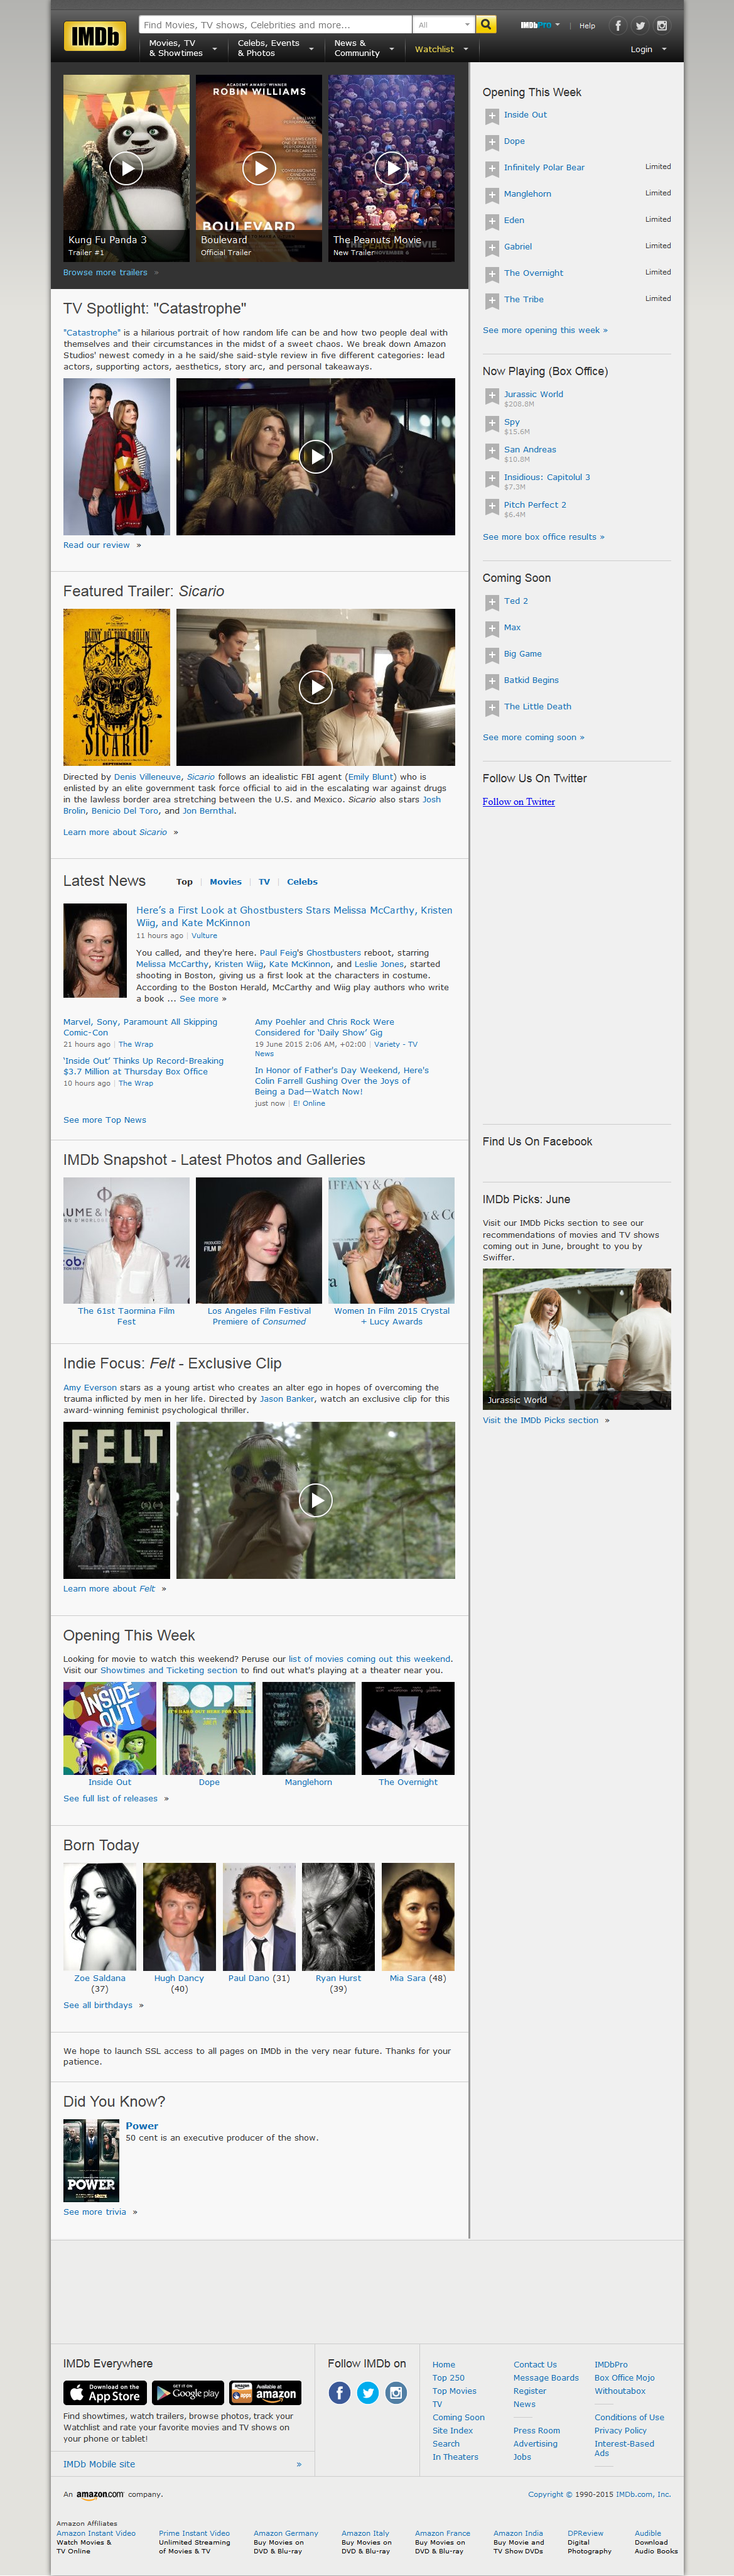 IMDb
Find Movies, TV shows, Celebrities and more...
All
IMDbPro
Help
Movies, TV
& Showtimes
Celebs, Events
& Photos
News &
Community
Watchlist
Login
ACADEMY AWARD WINNER
ROBIN WILLIAMS
BOULEVARD
Kung Fu Panda 3
Trailer #1
Boulevard
Official Trailer
The Peanuts Movie
New Trailer
Browse more trailers »
TV Spotlight: "Catastrophe"
"Catastrophe" is a hilarious portrait of how random life can be and how two people deal with
themselves and their circumstances in the midst of a sweet chaos. We break down Amazon
Studios' newest comedy in a he said/she said-style review in five different categories: lead
actors, supporting actors, aesthetics, story arc, and personal takeaways.
Read our review »
Featured Trailer: Sicario
BLUNT DEL TORO BROLIN
SICARIO
Directed by Denis Villeneuve, Sicario follows an idealistic FBI agent (Emily Blunt) who is
enlisted by an elite government task force official to aid in the escalating war against drugs
in the lawless border area stretching between the U.S. and Mexico. Sicario also stars Josh
Brolin, Benicio Del Toro, and Jon Bernthal.
Learn more about Sicario »
Latest News
Top | Movies | TV | Celebs
Here's a First Look at Ghostbusters Stars Melissa McCarthy, Kristen
Wiig, and Kate McKinnon
11 hours ago | Vulture
You called, and they're here. Paul Feig's Ghostbusters reboot, starring
Melissa McCarthy, Kristen Wiig, Kate McKinnon, and Leslie Jones, started
shooting in Boston, giving us a first look at the characters in costume.
According to the Boston Herald, McCarthy and Wiig play authors who write
a book ... See more »
Marvel, Sony, Paramount All Skipping
Comic-Con
21 hours ago | The Wrap
'Inside Out' Thinks Up Record-Breaking
$3.7 Million at Thursday Box Office
10 hours ago | The Wrap
Amy Poehler and Chris Rock Were
Considered for 'Daily Show' Gig
19 June 2015 2:06 AM, +02:00 | Variety - TV
News
In Honor of Father's Day Weekend, Here's
Colin Farrell Gushing Over the Joys of
Being a Dad—Watch Now!
just now | E! Online
See more Top News
IMDb Snapshot - Latest Photos and Galleries
The 61st Taormina Film
Fest
Los Angeles Film Festival
Premiere of Consumed
Women In Film 2015 Crystal
+ Lucy Awards
Indie Focus: Felt - Exclusive Clip
Amy Everson stars as a young artist who creates an alter ego in hopes of overcoming the
trauma inflicted by men in her life. Directed by Jason Banker, watch an exclusive clip for this
award-winning feminist psychological thriller.
FELT
Learn more about Felt »
Opening This Week
Looking for movie to watch this weekend? Peruse our list of movies coming out this weekend.
Visit our Showtimes and Ticketing section to find out what's playing at a theater near you.
INSIDE OUT
DOPE
Inside Out
Dope
Manglehorn
The Overnight
See full list of releases »
Born Today
Zoe Saldana
(37)
Hugh Dancy
(40)
Paul Dano (31)
Ryan Hurst
(39)
Mia Sara (48)
See all birthdays »
We hope to launch SSL access to all pages on IMDb in the very near future. Thanks for your
patience.
Did You Know?
POWER
Power
50 cent is an executive producer of the show.
See more trivia »
Opening This Week
Inside Out
Dope
Infinitely Polar Bear Limited
Manglehorn Limited
Eden Limited
Gabriel Limited
The Overnight Limited
The Tribe Limited
See more opening this week »
Now Playing (Box Office)
Jurassic World
$208.8M
Spy
$15.6M
San Andreas
$10.8M
Insidious: Capitolul 3
$7.3M
Pitch Perfect 2
$6.4M
See more box office results »
Coming Soon
Ted 2
Max
Big Game
Batkid Begins
The Little Death
See more coming soon »
Follow Us On Twitter
Follow on Twitter
Find Us On Facebook
IMDb Picks: June
Visit our IMDb Picks section to see our
recommendations of movies and TV shows
coming out in June, brought to you by
Swiffer.
Jurassic World
Visit the IMDb Picks section »
IMDb Everywhere
Download on the
App Store
GET IT ON
Google play
Available at
amazon
Find showtimes, watch trailers, browse photos, track your
Watchlist and rate your favorite movies and TV shows on
your phone or tablet!
IMDb Mobile site »
Follow IMDb on
Home
Top 250
Top Movies
TV
Coming Soon
Site Index
Search
In Theaters
Contact Us
Message Boards
Register
News
Press Room
Advertising
Jobs
IMDbPro
Box Office Mojo
Withoutabox
Conditions of Use
Privacy Policy
Interest-Based
Ads
An amazon.com company.
Copyright © 1990-2015 IMDb.com, Inc.
Amazon Affiliates
Amazon Instant Video
Watch Movies &
TV Online
Prime Instant Video
Unlimited Streaming
of Movies & TV
Amazon Germany
Buy Movies on
DVD & Blu-ray
Amazon Italy
Buy Movies on
DVD & Blu-ray
Amazon France
Buy Movies on
DVD & Blu-ray
Amazon India
Buy Movie and
TV Show DVDs
DPReview
Digital
Photography
Audible
Download
Audio Books